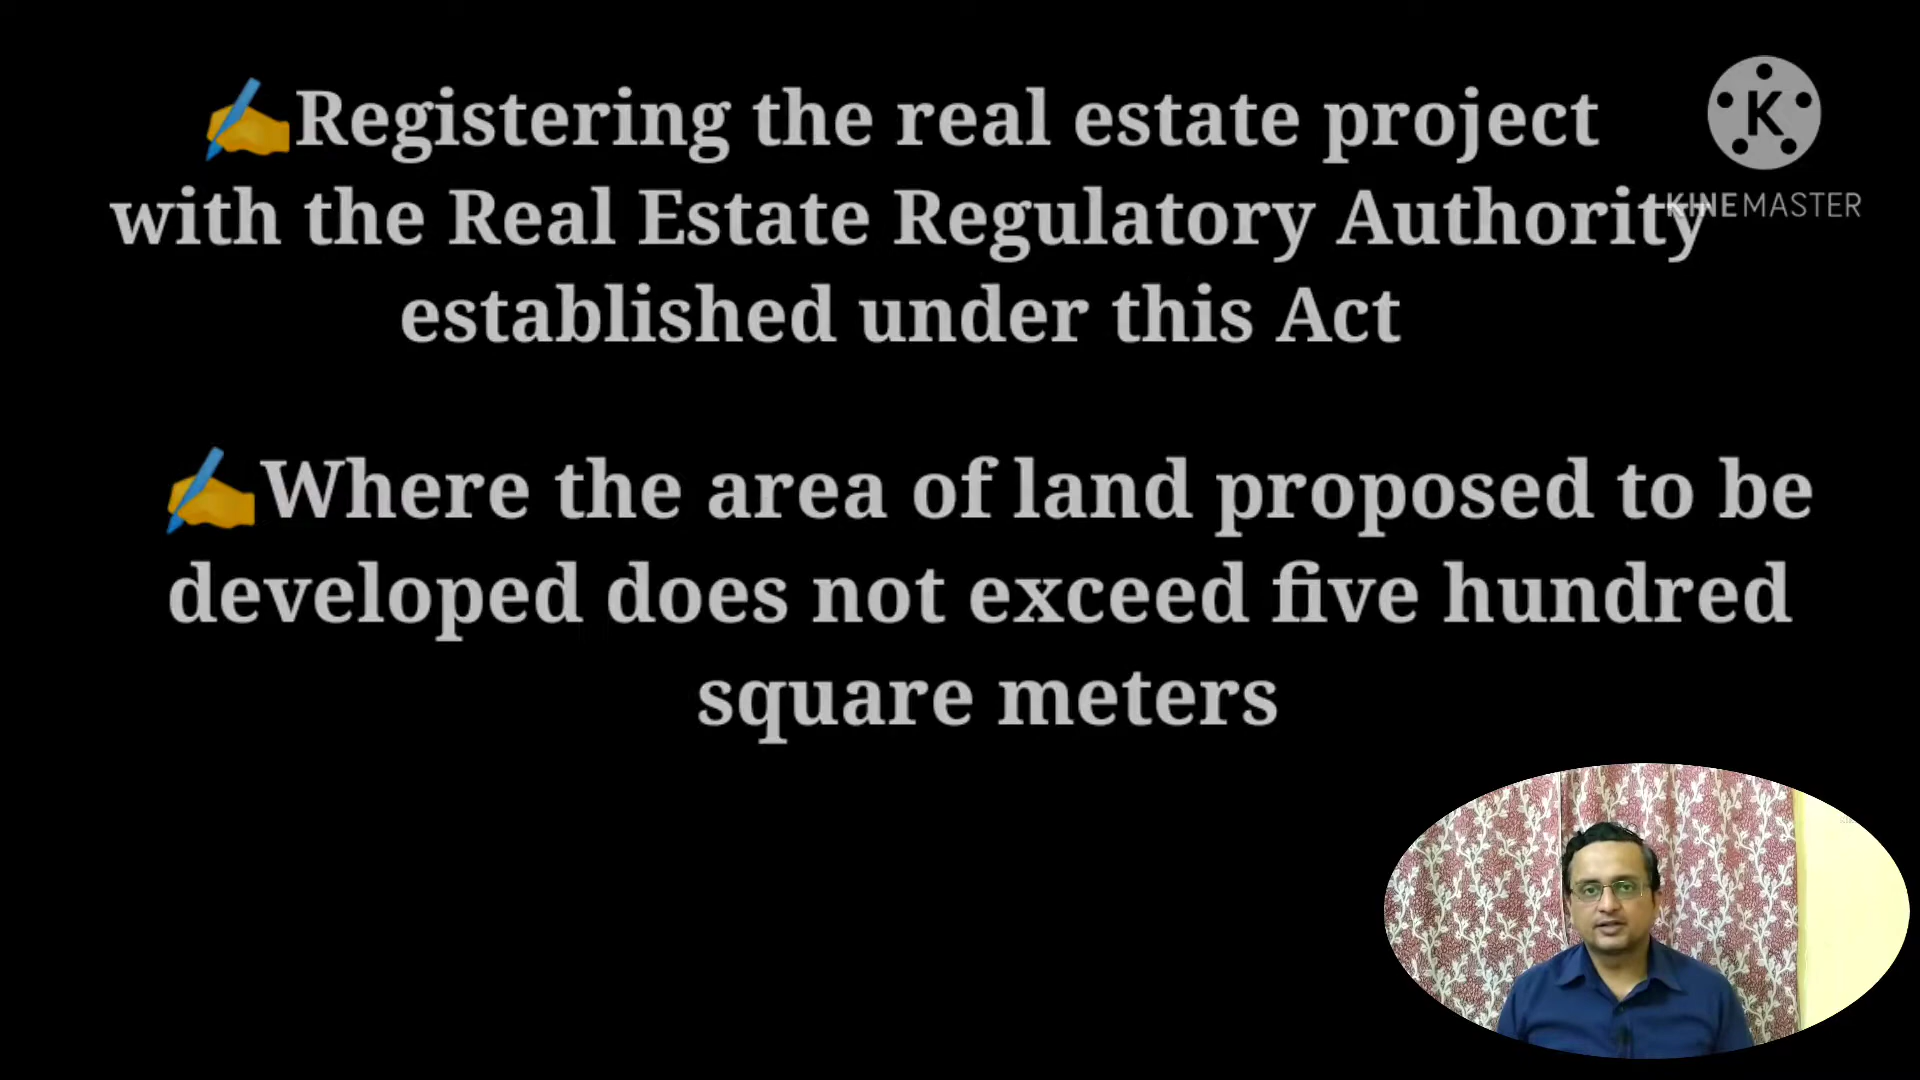 ✍Registering the real estate project
with the Real Estate Regulatory Authority
established under this Act
✍Where the area of land proposed to be
developed does not exceed five hundred
square meters
K
KINEMASTER